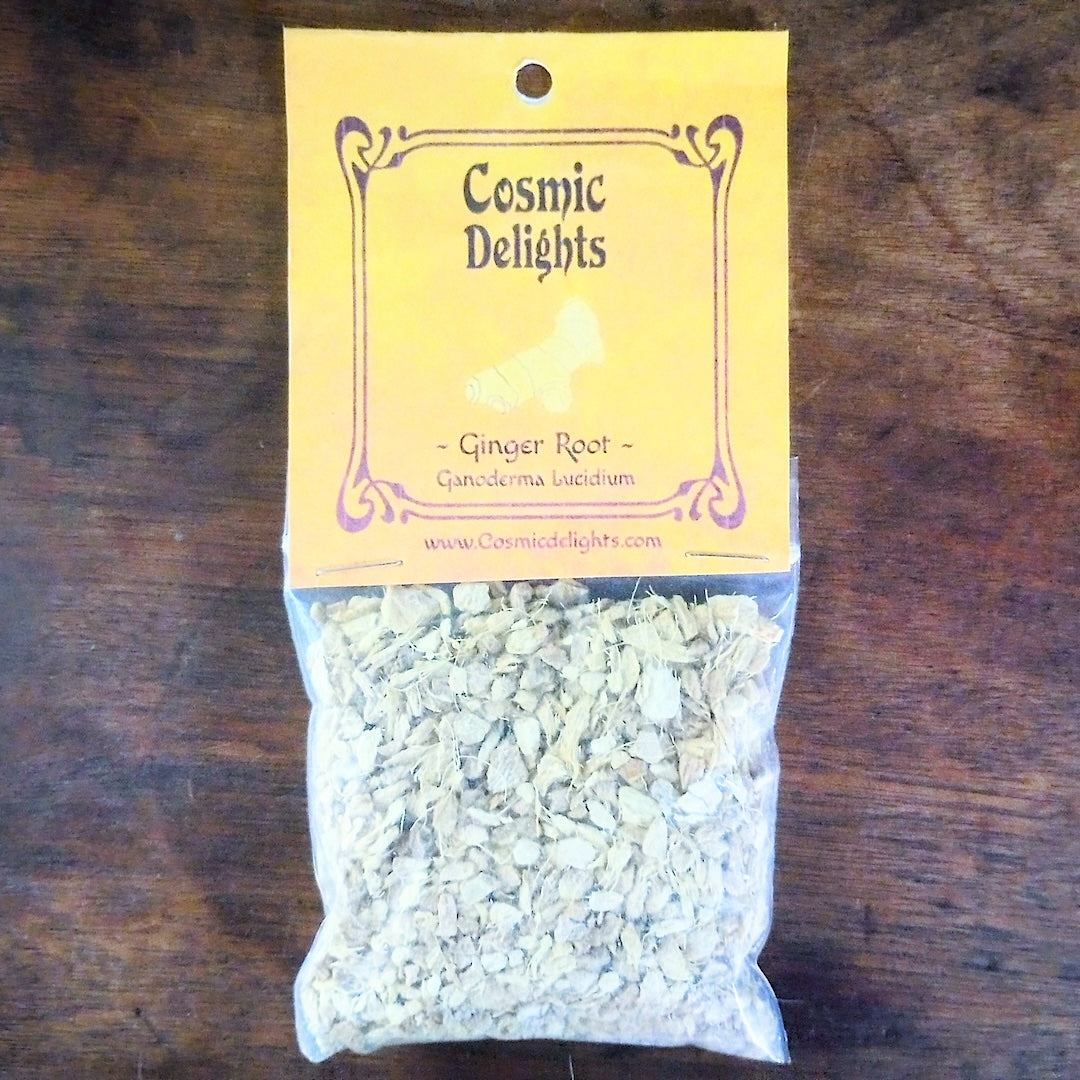 Cosmic
Delights
~ Ginger Root ~
Ganoderma Lucidium
www.Cosmicdelights.com